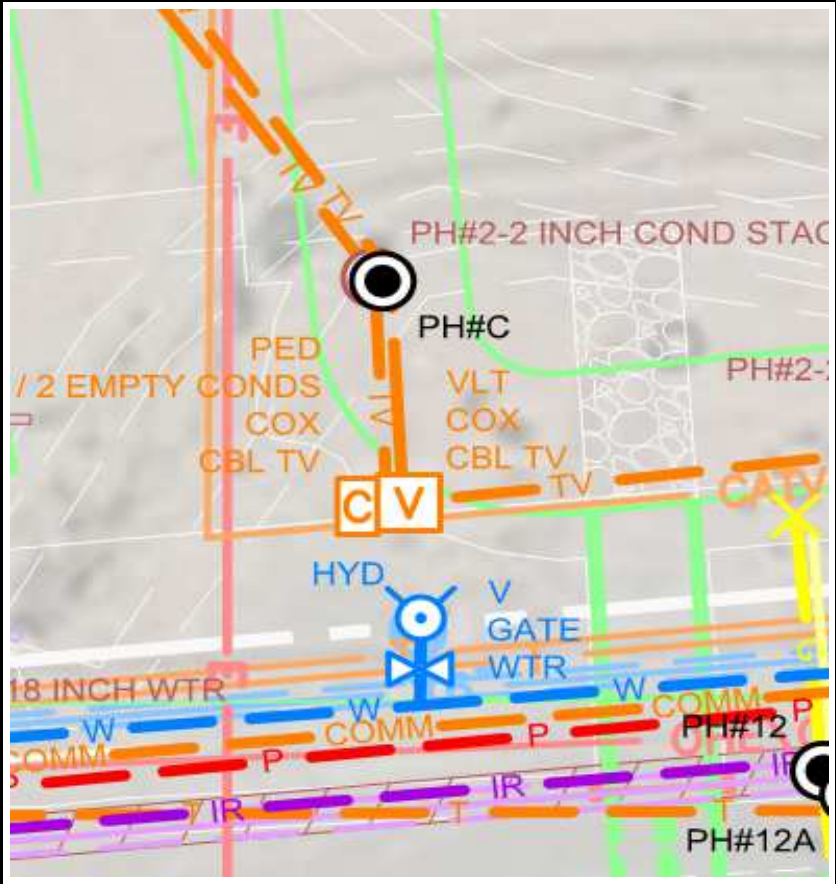 E
TV
TV
PH#2-2 INCH COND STAC
PH#C
PED
/ 2 EMPTY CONDS
COX
CBL TV
VLT
COX
CBL TV
TV
PH#2-
C
V
TV
CATV
HYD
V
GATE
WTR
18 INCH WTR
E
W
W
W
COMM
COMM
COMM
P
P
PH#12
IR
IR
T
T
PH#12A